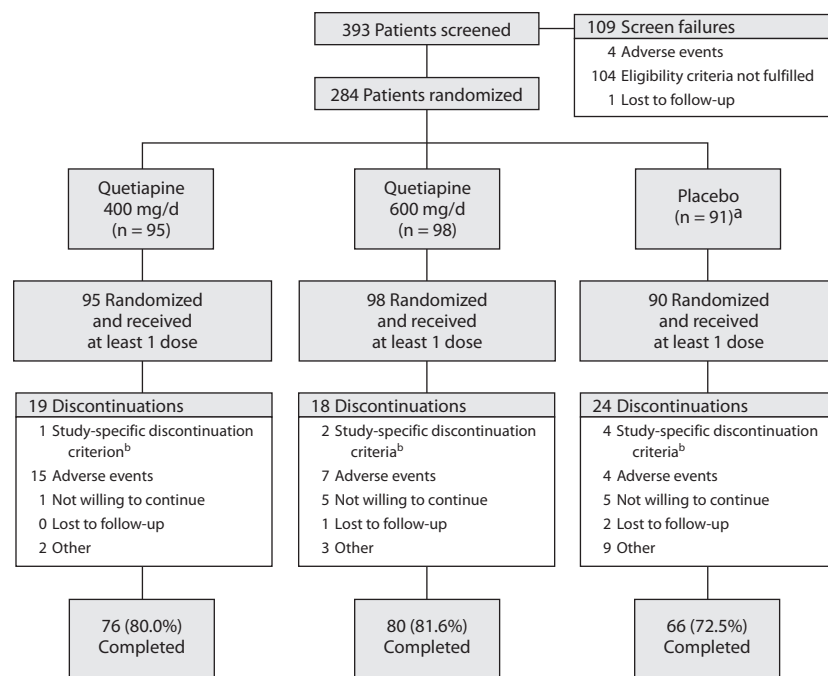 393 Patients screened
109 Screen failures
4 Adverse events
104 Eligibility criteria not fulfilled
1 Lost to follow-up
284 Patients randomized
Quetiapine
400 mg/d
(n = 95)
Quetiapine
600 mg/d
(n = 98)
Placebo
(n = 91)a
95 Randomized
and received
at least 1 dose
98 Randomized
and received
at least 1 dose
90 Randomized
and received
at least 1 dose
19 Discontinuations
1 Study-specific discontinuation
criterionb
15 Adverse events
1 Not willing to continue
0 Lost to follow-up
2 Other
18 Discontinuations
2 Study-specific discontinuation
criteriab
7 Adverse events
5 Not willing to continue
1 Lost to follow-up
3 Other
24 Discontinuations
4 Study-specific discontinuation
criteriab
4 Adverse events
5 Not willing to continue
2 Lost to follow-up
9 Other
76 (80.0%)
Completed
80 (81.6%)
Completed
66 (72.5%)
Completed